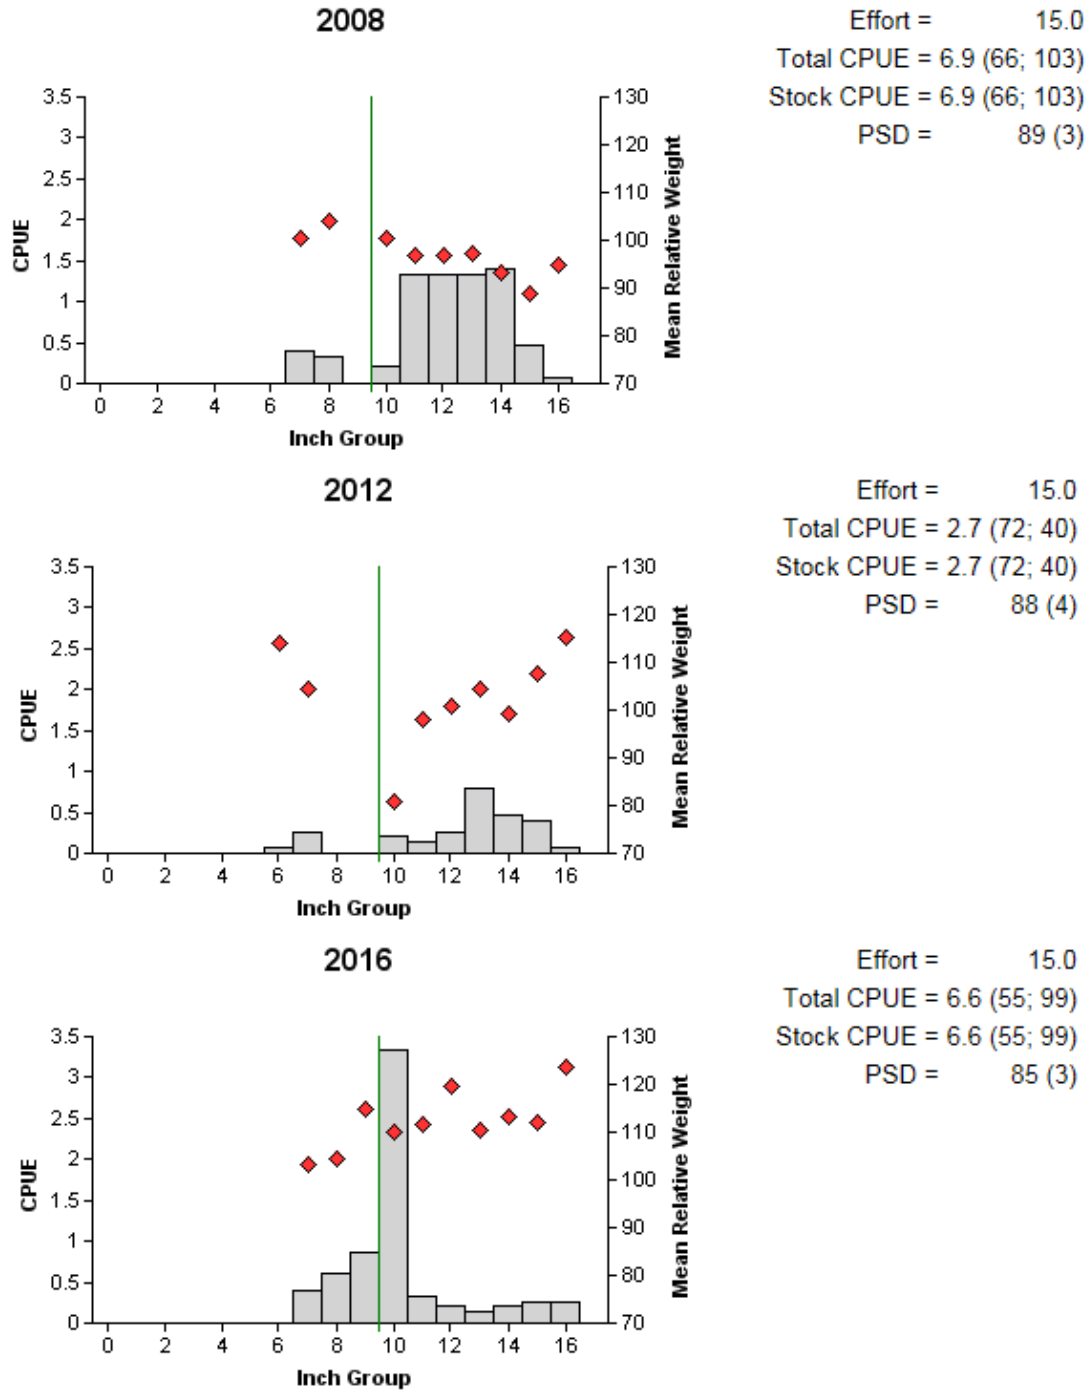 2008
Effort = 15.0
Total CPUE = 6.9 (66; 103)
Stock CPUE = 6.9 (66; 103)
PSD = 89 (3)
3.5
3
2.5
2
1.5
1
0.5
0
CPUE
130
120
110
100
90
80
70
Mean Relative Weight
0 2 4 6 8 10 12 14 16
Inch Group
2012
Effort = 15.0
Total CPUE = 2.7 (72; 40)
Stock CPUE = 2.7 (72; 40)
PSD = 88 (4)
3.5
3
2.5
2
1.5
1
0.5
0
CPUE
130
120
110
100
90
80
70
Mean Relative Weight
0 2 4 6 8 10 12 14 16
Inch Group
2016
Effort = 15.0
Total CPUE = 6.6 (55; 99)
Stock CPUE = 6.6 (55; 99)
PSD = 85 (3)
3.5
3
2.5
2
1.5
1
0.5
0
CPUE
130
120
110
100
90
80
70
Mean Relative Weight
0 2 4 6 8 10 12 14 16
Inch Group